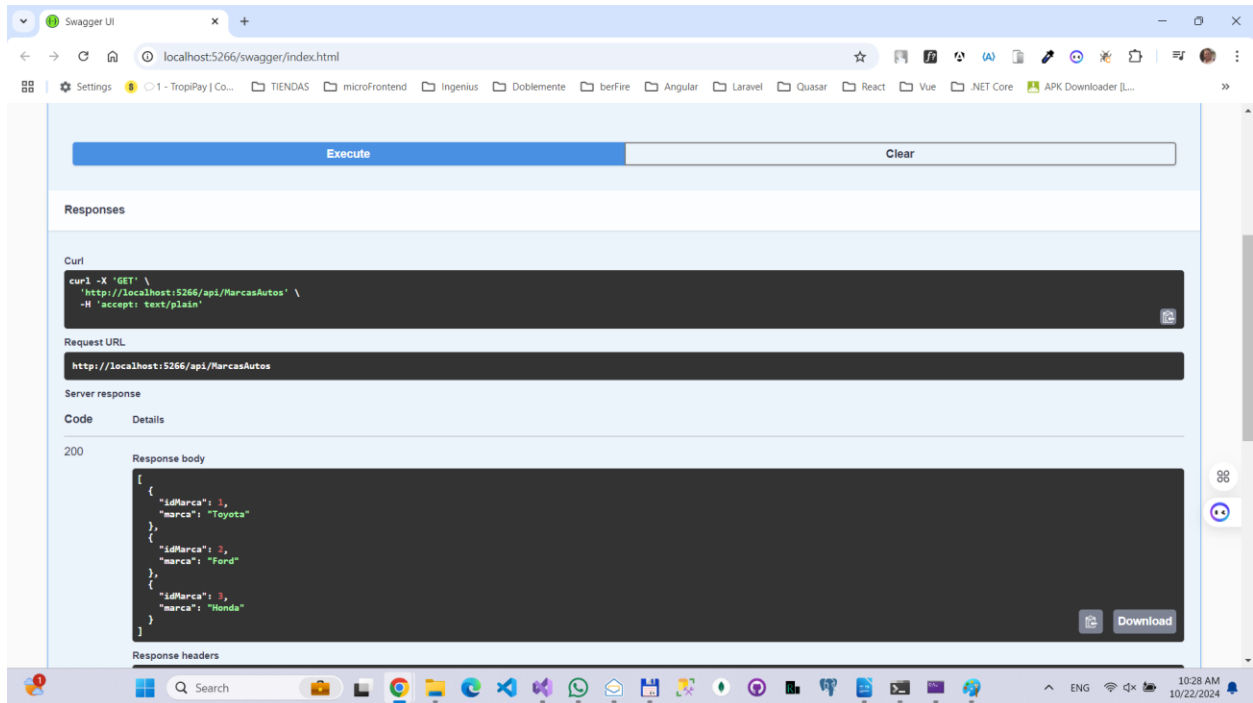 Swagger UI
localhost:5266/swagger/index.html
Settings
1 - TropiPay | Co...
TIENDAS
microFrontend
Ingenius
Doblemente
berFire
Angular
Laravel
Quasar
React
Vue
.NET Core
APK Downloader [L...
Execute
Clear
Responses
Curl
curl -X 'GET' \
'http://localhost:5266/api/MarcasAutos' \
-H 'accept: text/plain'
Request URL
http://localhost:5266/api/MarcasAutos
Server response
Code Details
200
Response body
[
{
"idMarca": 1,
"marca": "Toyota"
},
{
"idMarca": 2,
"marca": "Ford"
},
{
"idMarca": 3,
"marca": "Honda"
}
]
Download
Response headers
Search
ENG
10:28 AM
10/22/2024